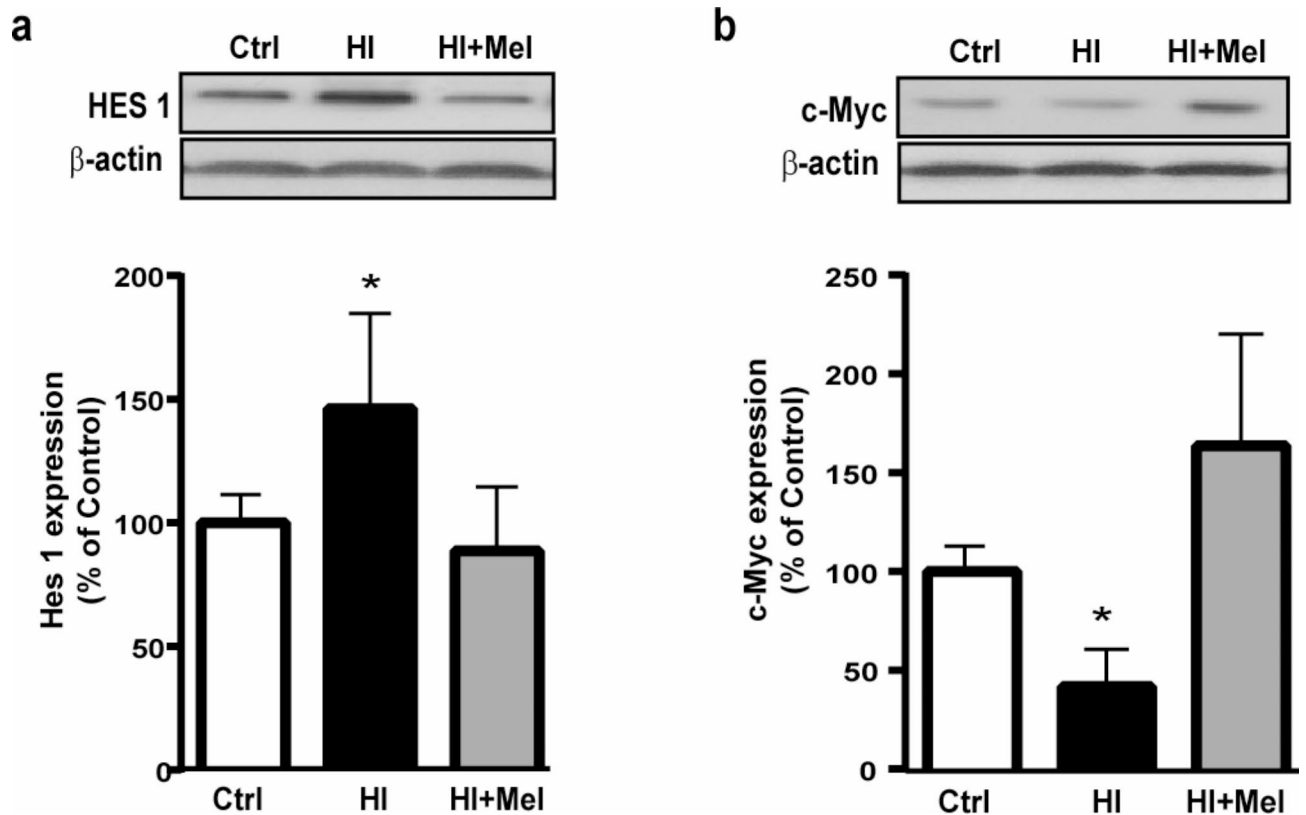 a
Ctrl HI HI+Mel
HES 1
β-actin
200
150
100
50
0
*
Hes 1 expression
(% of Control)
Ctrl HI HI+Mel
b
Ctrl HI HI+Mel
c-Myc
β-actin
250
200
150
100
50
0
*
c-Myc expression
(% of Control)
Ctrl HI HI+Mel